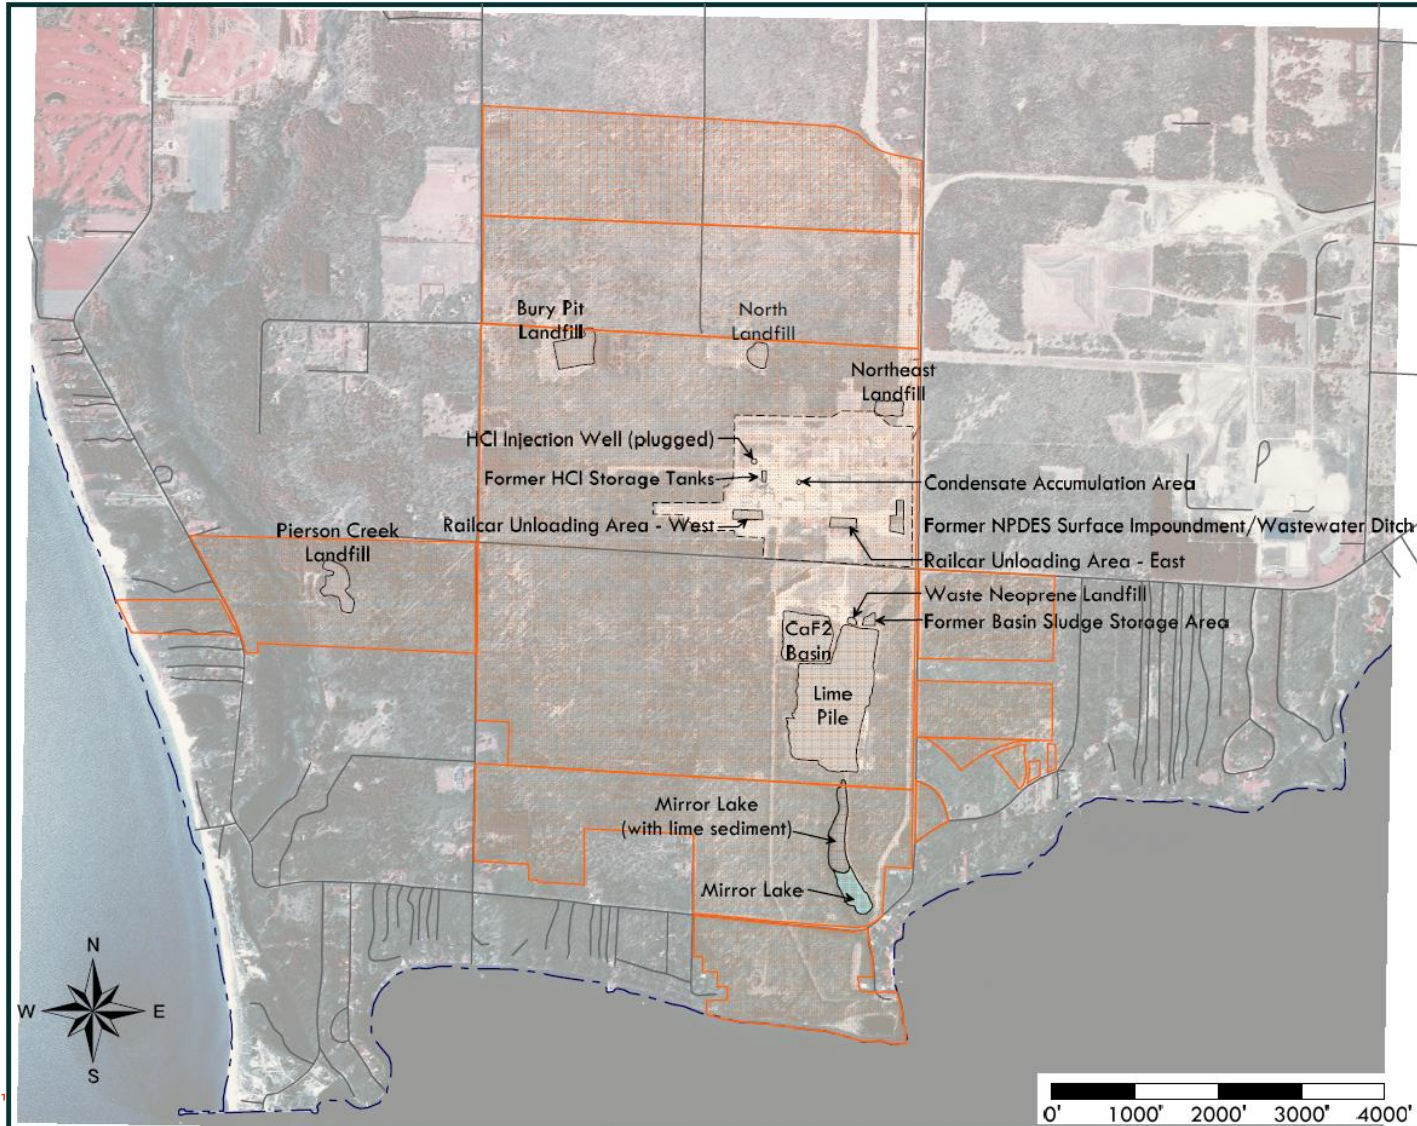 Bury Pit
Landfill
North
Landfill
Northeast
Landfill
HCl Injection Well (plugged)
Former HCl Storage Tanks
Condensate Accumulation Area
Railcar Unloading Area - West
Former NPDES Surface Impoundment/Wastewater Ditch
Pierson Creek
Landfill
Railcar Unloading Area - East
Waste Neoprene Landfill
Former Basin Sludge Storage Area
CaF2
Basin
Lime
Pile
Mirror Lake
(with lime sediment)
Mirror Lake
N
W
E
S
0' 1000' 2000' 3000' 4000'